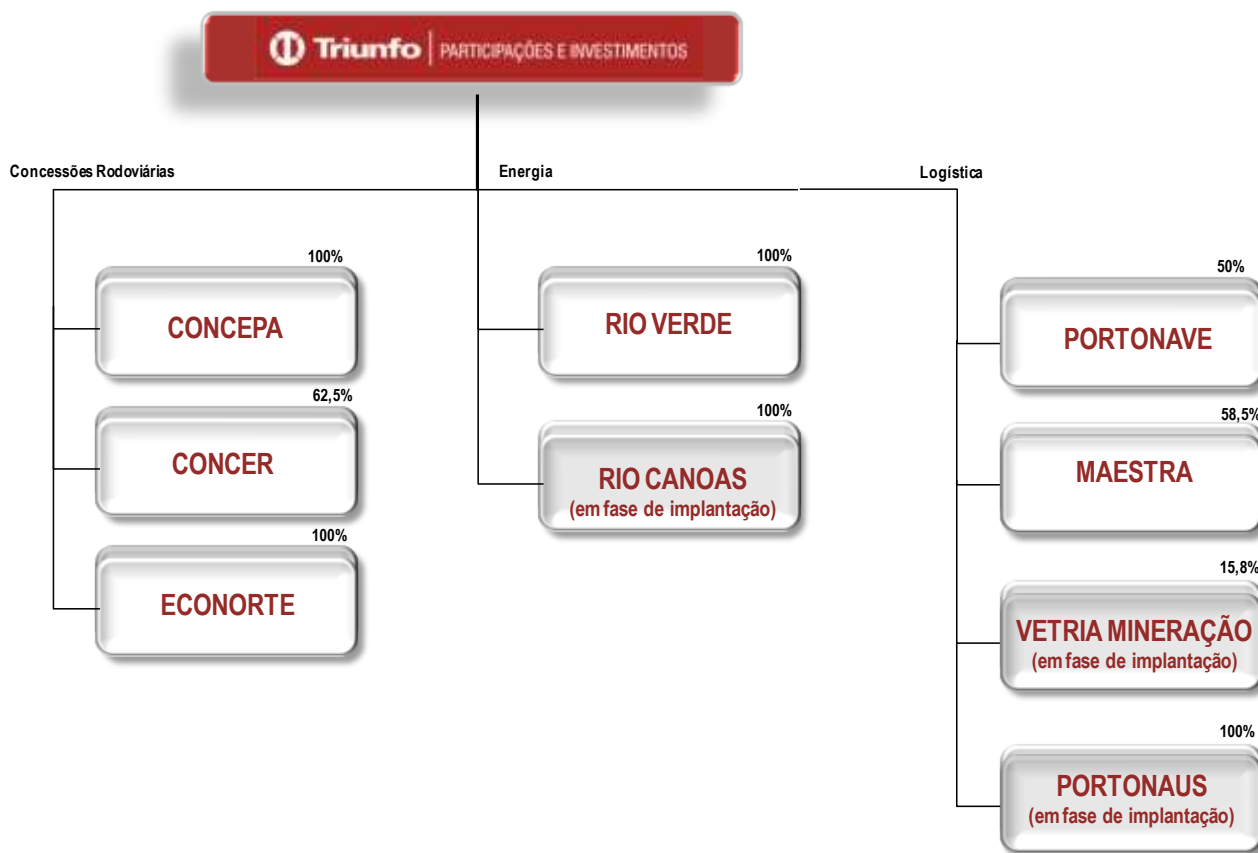 Triunfo PARTICIPAÇÕES E INVESTIMENTOS
Concessões Rodoviárias
100%
CONCEPA
62,5%
CONCER
100%
ECONORTE
Energia
100%
RIO VERDE
100%
RIO CANOAS
(em fase de implantação)
Logística
50%
PORTONAVE
58,5%
MAESTRA
15,8%
VETRIA MINERAÇÃO
(em fase de implantação)
100%
PORTONAUS
(em fase de implantação)